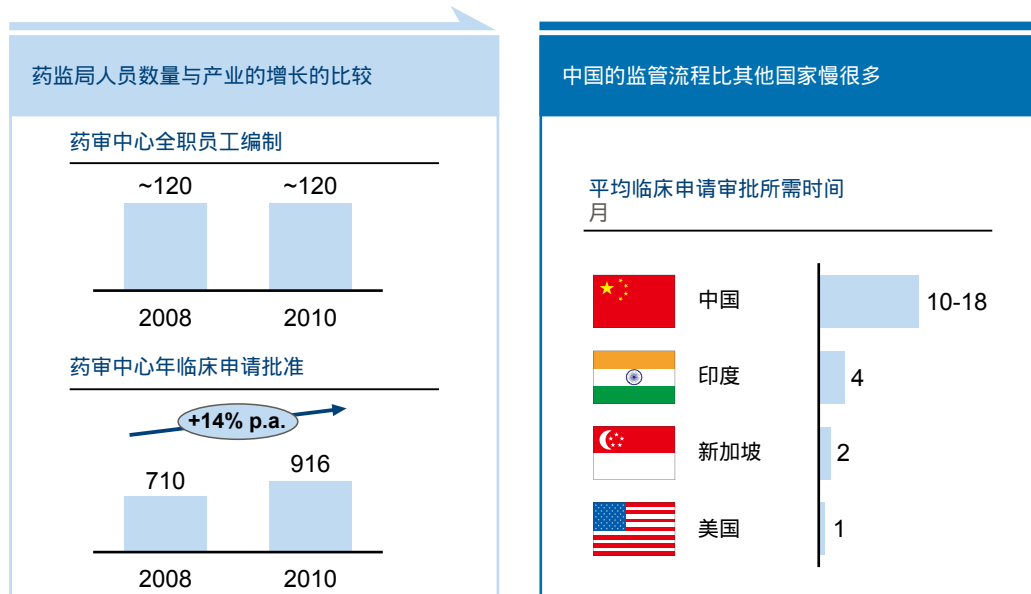 药监局人员数量与产业的增长的比较
药审中心全职员工编制
~120
~120
2008
2010
药审中心年临床申请批准
+14% p.a.
710
916
2008
2010
中国的监管流程比其他国家慢很多
平均临床申请审批所需时间
月
中国
10-18
印度
4
新加坡
2
美国
1